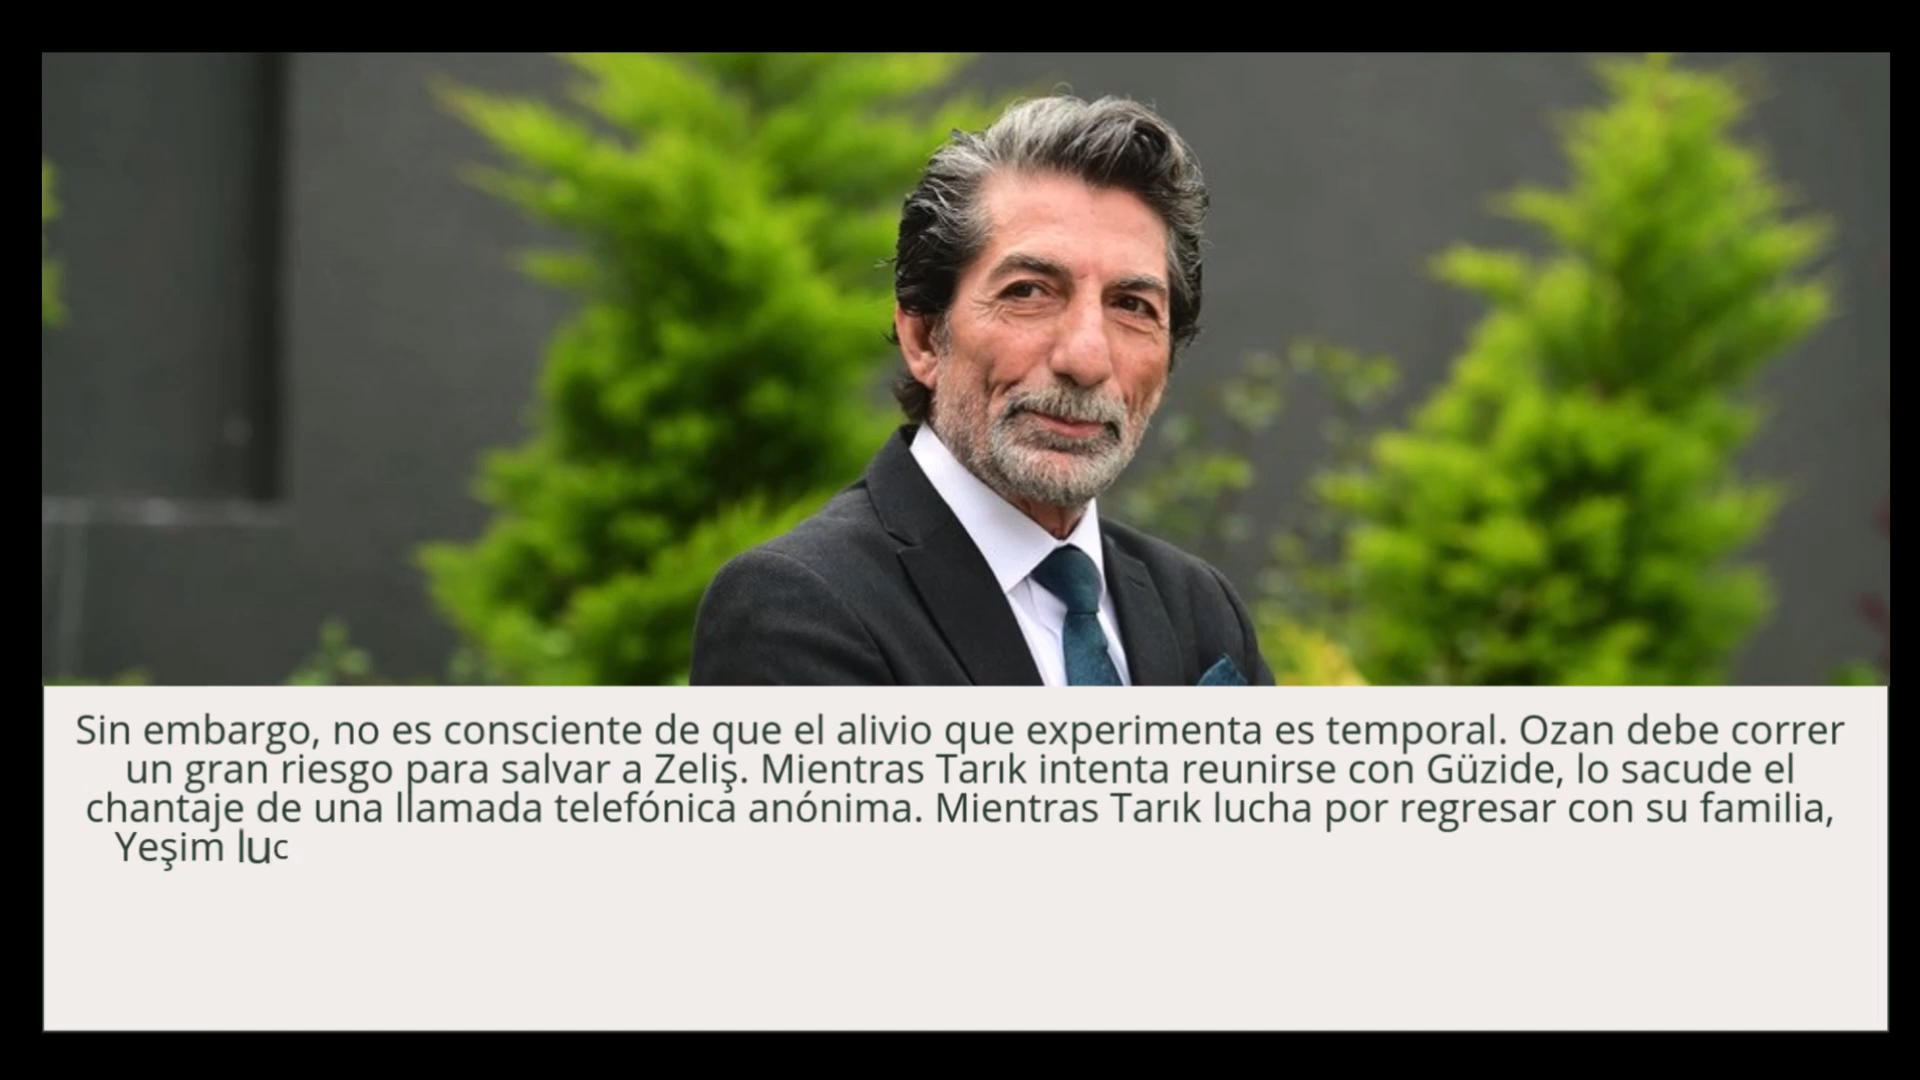 Sin embargo, no es consciente de que el alivio que experimenta es temporal. Ozan debe correr
un gran riesgo para salvar a Zeliş. Mientras Tarık intenta reunirse con Güzide, lo sacude el
chantaje de una llamada telefónica anónima. Mientras Tarık lucha por regresar con su familia,
Yeşim luc